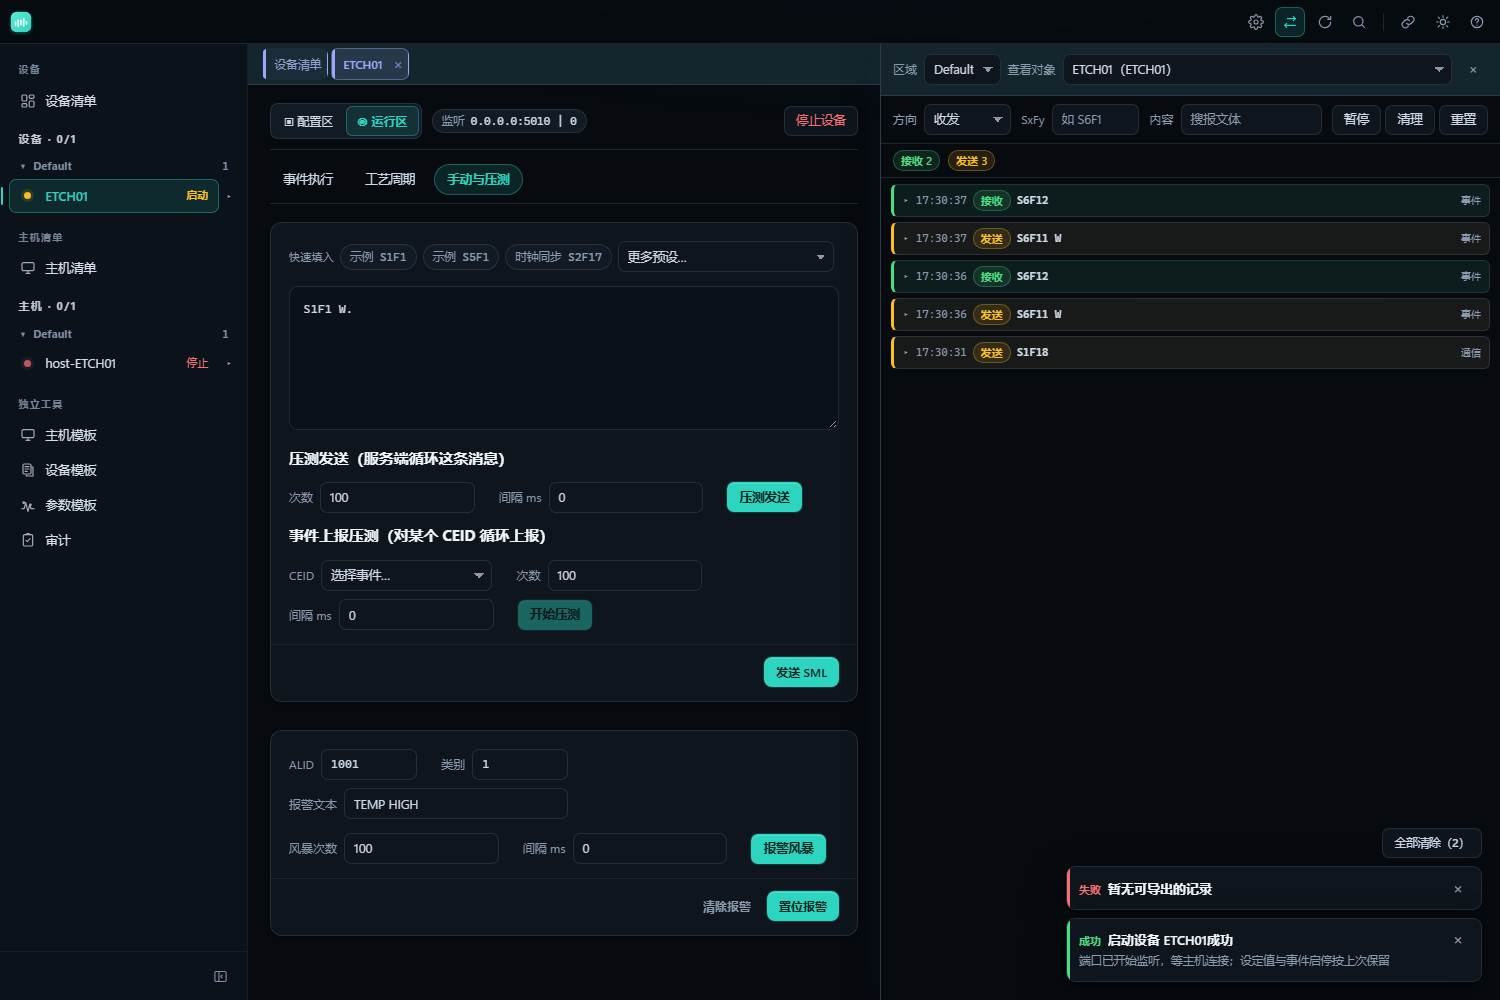 设备
设备清单
设备 · 0/1
Default 1
ETCH01 启动
主机清单
主机清单
主机 · 0/1
Default 1
host-ETCH01 停止
独立工具
主机模板
设备模板
参数模板
审计
设备清单 ETCH01 ×
配置区 运行区 监听 0.0.0.0:5010 | 0 停止设备
事件执行 工艺周期 手动与压测
快速填入 示例 S1F1 示例 S5F1 时钟同步 S2F17 更多预设...
S1F1 W.
压测发送（服务端循环这条消息）
次数 100 间隔 ms 0 压测发送
事件上报压测（对某个 CEID 循环上报）
CEID 选择事件... 次数 100
间隔 ms 0 开始压测
发送 SML
ALID 1001 类别 1
报警文本 TEMP HIGH
风暴次数 100 间隔 ms 0 报警风暴
清除报警 置位报警
区域 Default 查看对象 ETCH01 (ETCH01) ×
方向 收发 SxFy 如 S6F1 内容 搜报文体 暂停 清理 重置
接收 2 发送 3
17:30:37 接收 S6F12 事件
17:30:37 发送 S6F11 W 事件
17:30:36 接收 S6F12 事件
17:30:36 发送 S6F11 W 事件
17:30:31 发送 S1F18 通信
全部清除（2）
失败 暂无可导出的记录 ×
成功 启动设备 ETCH01成功 ×
端口已开始监听，等主机连接；设定值与事件启停按上次保留